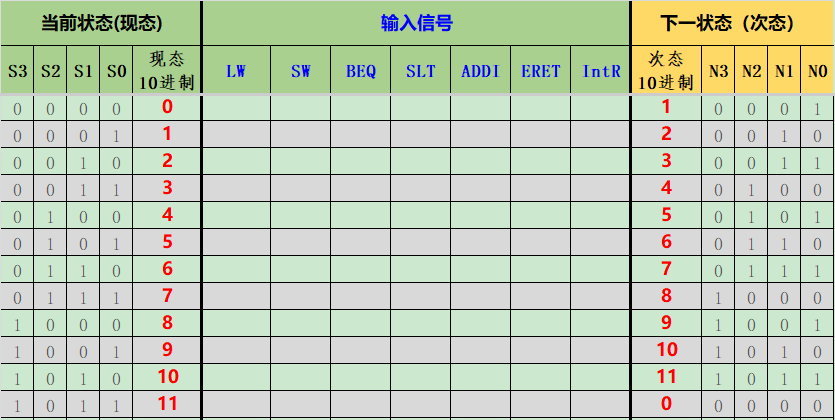 当前状态(现态) 输入信号 下一状态（次态）
S3 S2 S1 S0 现态 10进制 LW SW BEQ SLT ADDI ERET IntR 次态 10进制 N3 N2 N1 N0
0 0 0 0 0 1 0 0 0 1
0 0 0 1 1 2 0 0 1 0
0 0 1 0 2 3 0 0 1 1
0 0 1 1 3 4 0 1 0 0
0 1 0 0 4 5 0 1 0 1
0 1 0 1 5 6 0 1 1 0
0 1 1 0 6 7 0 1 1 1
0 1 1 1 7 8 1 0 0 0
1 0 0 0 8 9 1 0 0 1
1 0 0 1 9 10 1 0 1 0
1 0 1 0 10 11 1 0 1 1
1 0 1 1 11 0 0 0 0 0